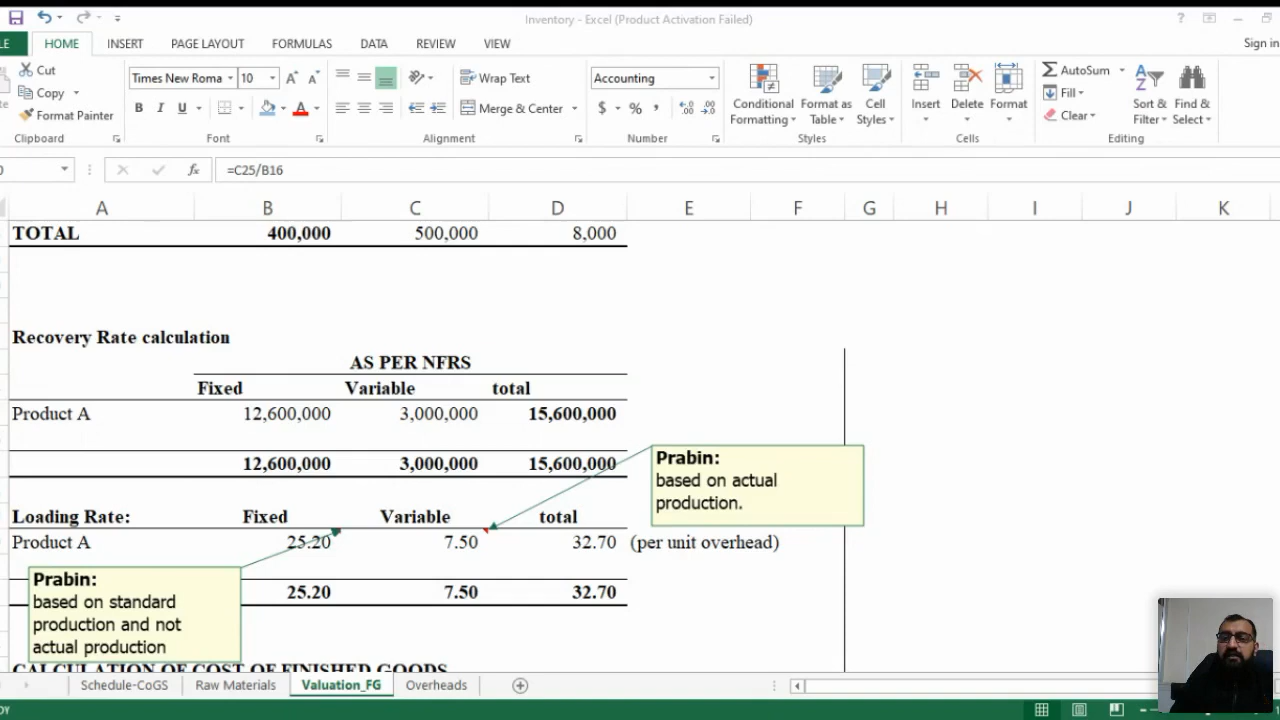 Inventory - Excel (Product Activation Failed)
HOME INSERT PAGE LAYOUT FORMULAS DATA REVIEW VIEW Sign in
Cut
Copy
Format Painter
Clipboard
Times New Roma 10
B I U
Font
Wrap Text
Merge & Center
Alignment
Accounting
$ % ,
Number
Conditional Formatting
Format as Table
Cell Styles
Styles
Insert Delete Format
Cells
AutoSum
Fill
Clear
Sort & Filter
Find & Select
Editing
fx =C25/B16
A B C D E F G H I J K
TOTAL 400,000 500,000 8,000
Recovery Rate calculation
AS PER NFRS
Fixed Variable total
Product A 12,600,000 3,000,000 15,600,000
12,600,000 3,000,000 15,600,000
Prabin:
based on actual
production.
Loading Rate: Fixed Variable total
Product A 25.20 7.50 32.70 (per unit overhead)
25.20 7.50 32.70
Prabin:
based on standard
production and not
actual production
CALCULATION OF COST OF FINISHED GOODS
Schedule-CoGS Raw Materials Valuation_FG Overheads